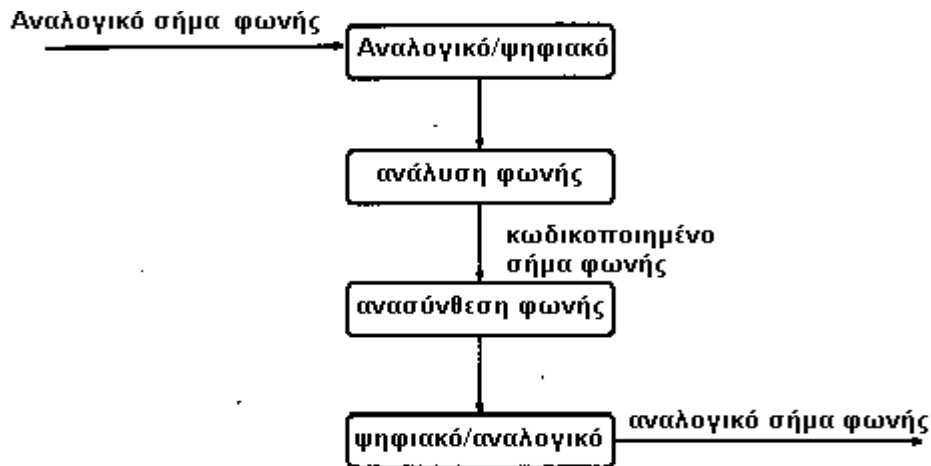 Αναλογικό σήμα φωνής
Αναλογικό/ψηφιακό
ανάλυση φωνής
κωδικοποιημένο
σήμα φωνής
ανασύνθεση φωνής
ψηφιακό/αναλογικό
αναλογικό σήμα φωνής